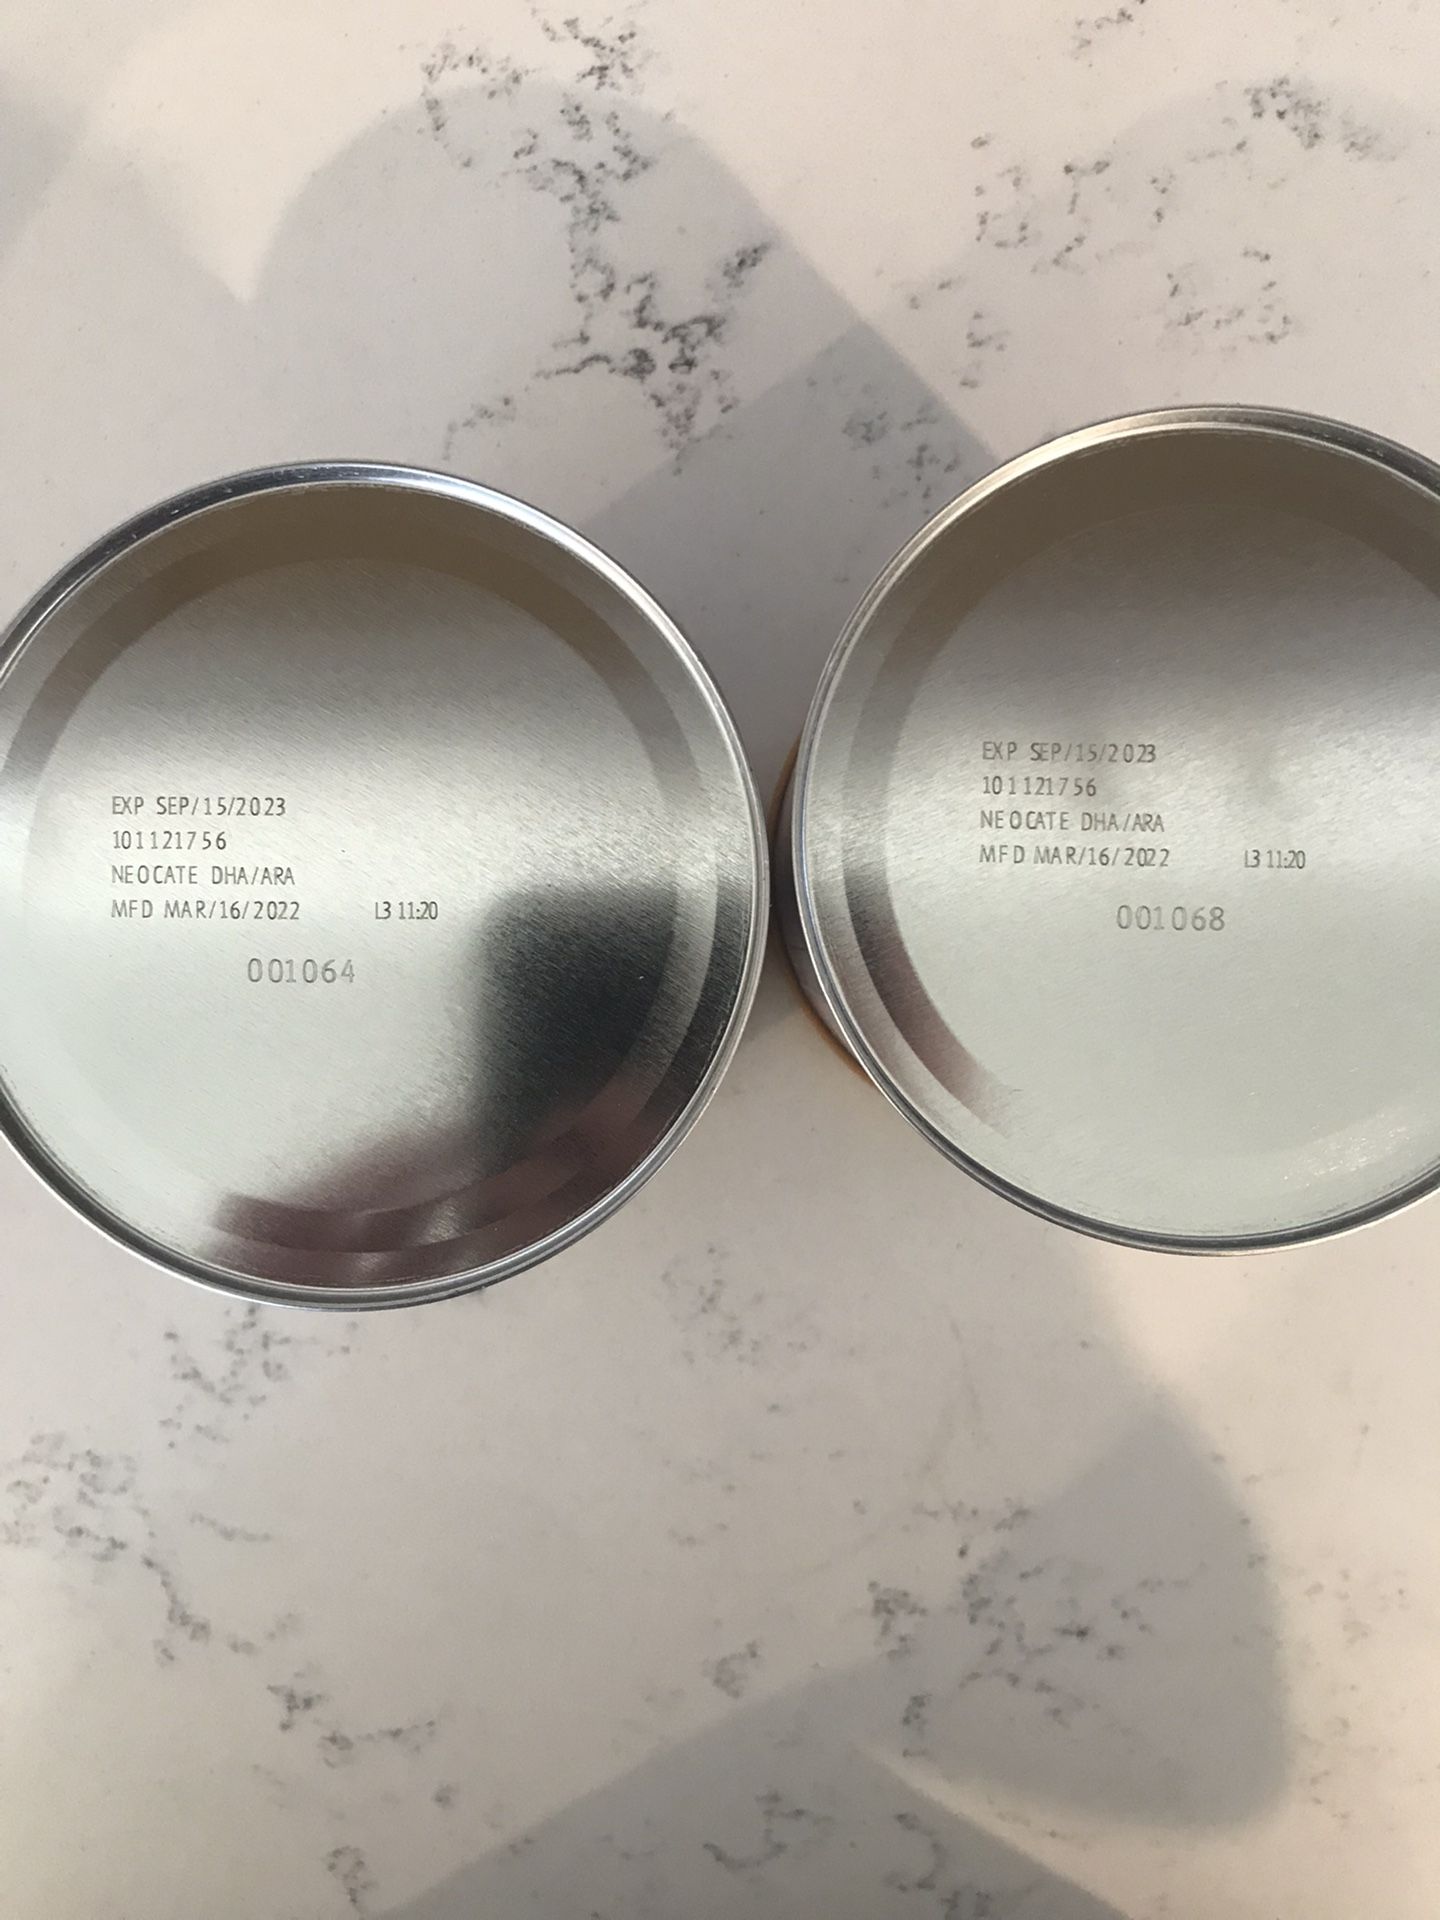 EXP SEP/15/2023
101121756
NEOCATE DHA/ARA
MFD MAR/16/2022 L3 11:20
001064
EXP SEP/15/2023
101121756
NEOCATE DHA/ARA
MFD MAR/16/2022 L3 11:20
001068